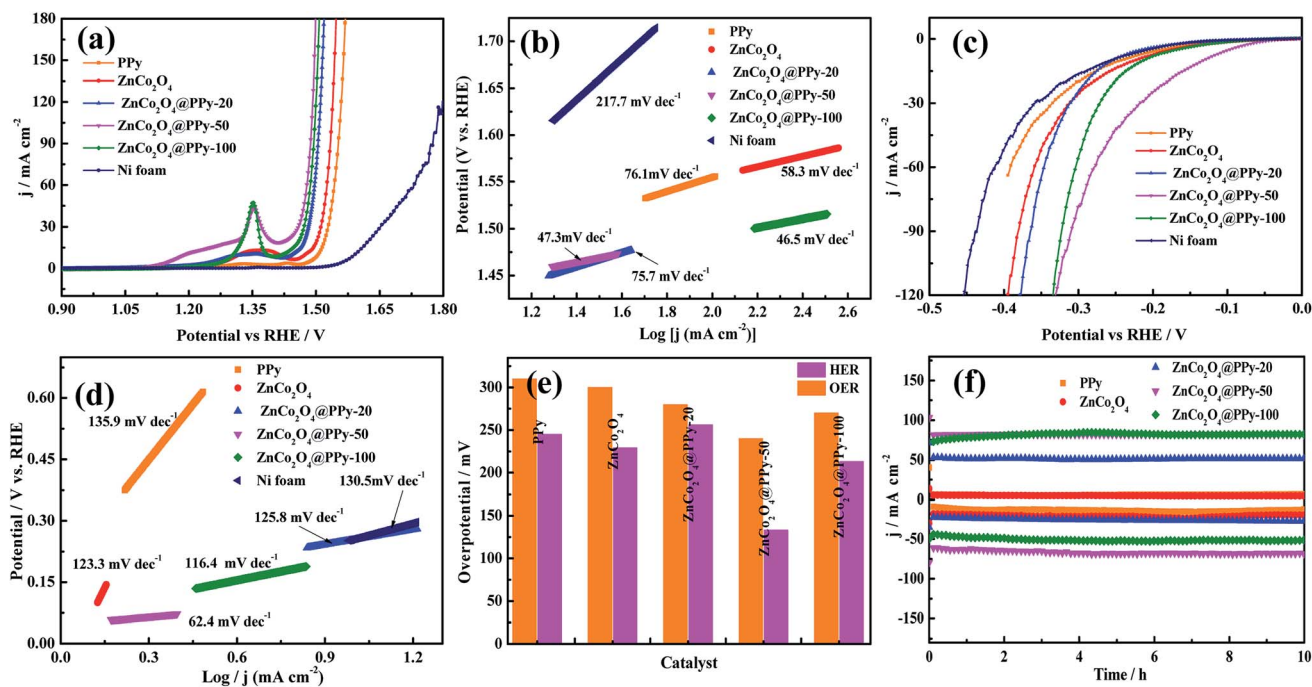 (a)
180
150
120
90
60
30
0
j / mA cm⁻²
PPy
ZnCo₂O₄
ZnCo₂O₄@PPy-20
ZnCo₂O₄@PPy-50
ZnCo₂O₄@PPy-100
Ni foam
0.90 1.05 1.20 1.35 1.50 1.65 1.80
Potential vs RHE / V
(b)
1.70
1.65
1.60
1.55
1.50
1.45
Potential (V vs. RHE)
PPy
ZnCo₂O₄
ZnCo₂O₄@PPy-20
ZnCo₂O₄@PPy-50
ZnCo₂O₄@PPy-100
Ni foam
217.7 mV dec⁻¹
76.1mV dec⁻¹
58.3 mV dec⁻¹
47.3mV dec⁻¹
46.5 mV dec⁻¹
75.7 mV dec⁻¹
1.2 1.4 1.6 1.8 2.0 2.2 2.4 2.6
Log [j (mA cm⁻²)]
(c)
0
-30
-60
-90
-120
j / mA cm⁻²
PPy
ZnCo₂O₄
ZnCo₂O₄@PPy-20
ZnCo₂O₄@PPy-50
ZnCo₂O₄@PPy-100
Ni foam
-0.5 -0.4 -0.3 -0.2 -0.1 0.0
Potential vs RHE / V
(d)
0.60
0.45
0.30
0.15
0.00
Potential / V vs. RHE
PPy
ZnCo₂O₄
ZnCo₂O₄@PPy-20
ZnCo₂O₄@PPy-50
ZnCo₂O₄@PPy-100
Ni foam
135.9 mV dec⁻¹
130.5mV dec⁻¹
125.8 mV dec⁻¹
123.3 mV dec⁻¹
116.4 mV dec⁻¹
62.4 mV dec⁻¹
0.0 0.3 0.6 0.9 1.2
Log / j (mA cm⁻²)
(e)
300
250
200
150
100
50
0
Overpotential / mV
HER
OER
PPy
ZnCo₂O₄
ZnCo₂O₄@PPy-20
ZnCo₂O₄@PPy-50
ZnCo₂O₄@PPy-100
Catalyst
(f)
150
100
50
0
-50
-100
-150
j / mA cm⁻²
PPy
ZnCo₂O₄
ZnCo₂O₄@PPy-20
ZnCo₂O₄@PPy-50
ZnCo₂O₄@PPy-100
0 2 4 6 8 10
Time / h